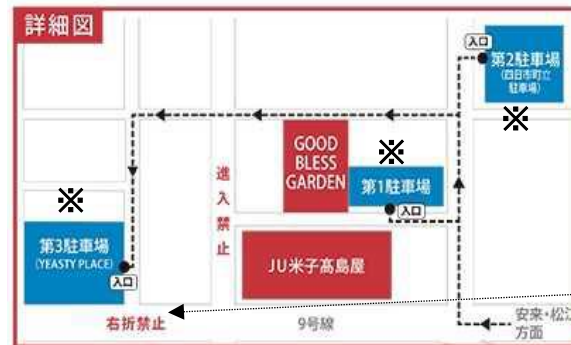 詳細図
入口
第2駐車場
(四日市町立
駐車場)
※
GOOD
BLESS
GARDEN
※
第1駐車場
入口
進入禁止
※
第3駐車場
(YEASTY PLACE)
入口
JU米子髙島屋
右折禁止
9号線
安来・松江
方面